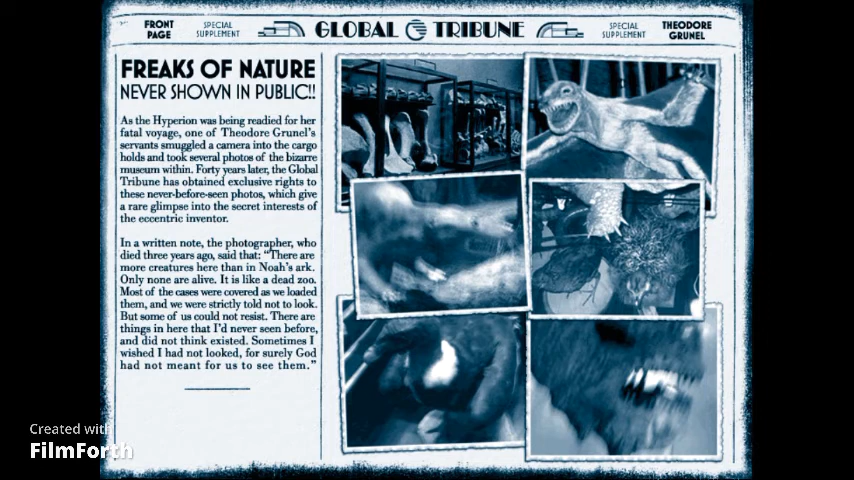 FRONT
PAGE
SPECIAL
SUPPLEMENT
GLOBAL TRIBUNE
SPECIAL
SUPPLEMENT
THEODORE
GRUNEL
FREAKS OF NATURE
NEVER SHOWN IN PUBLIC!!
As the Hyperion was being readied for her
fatal voyage, one of Theodore Grunel's
servants smuggled a camera into the cargo
holds and took several photos of the bizarre
museum within. Forty years later, the Global
Tribune has obtained exclusive rights to
these never-before-seen photos, which give
a rare glimpse into the secret interests of
the eccentric inventor.
In a written note, the photographer, who
died three years ago, said that: "There are
more creatures here than in Noah's ark.
Only none are alive. It is like a dead zoo.
Most of the cases were covered as we loaded
them, and we were strictly told not to look.
But some of us could not resist. There are
things in here that I'd never seen before,
and did not think existed. Sometimes I
wished I had not looked, for surely God
had not meant for us to see them."
Created with
FilmForth